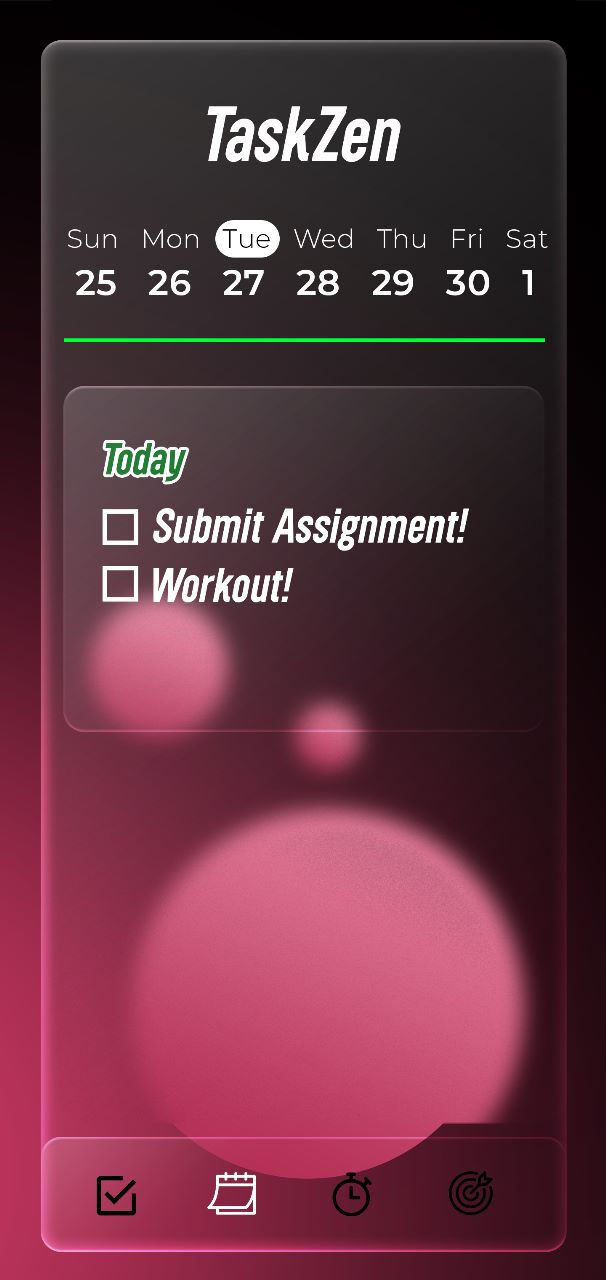 TaskZen
Sun Mon Tue Wed Thu Fri Sat
25 26 27 28 29 30 1
Today
Submit Assignment!
Workout!